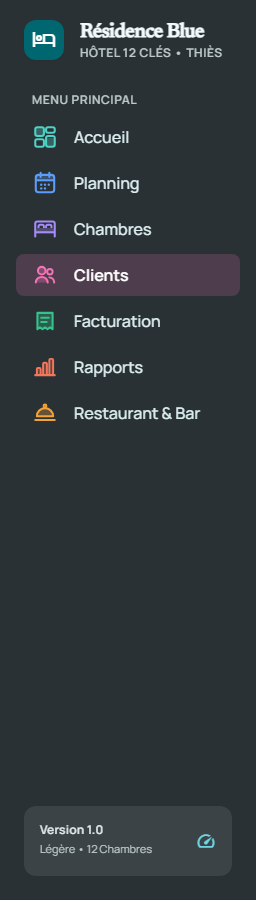 Résidence Blue
HÔTEL 12 CLÉS • THIÈS
MENU PRINCIPAL
Accueil
Planning
Chambres
Clients
Facturation
Rapports
Restaurant & Bar
Version 1.0
Légère • 12 Chambres